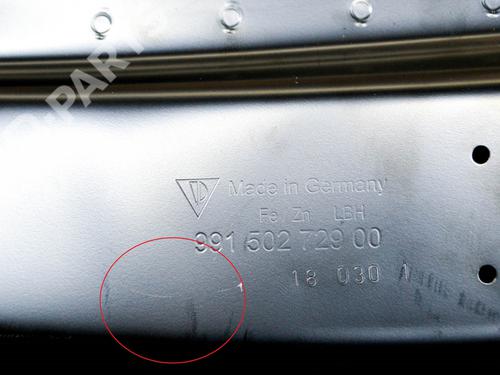 Made in Germany
Fe Zn LBH
991 502 729 00
18 030 A